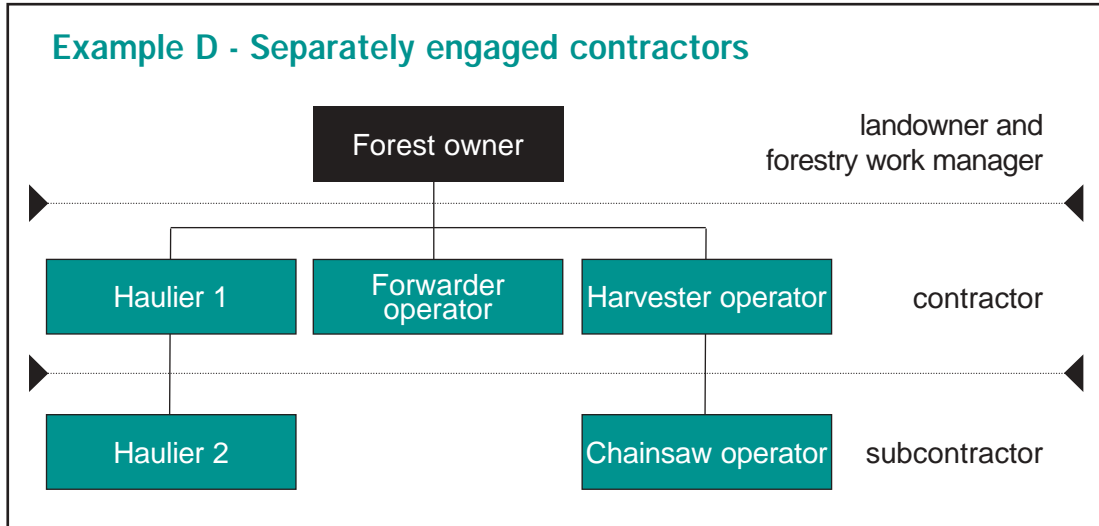 Example D - Separately engaged contractors
Forest owner
landowner and
forestry work manager
Haulier 1
Forwarder
operator
Harvester operator
contractor
Haulier 2
Chainsaw operator
subcontractor